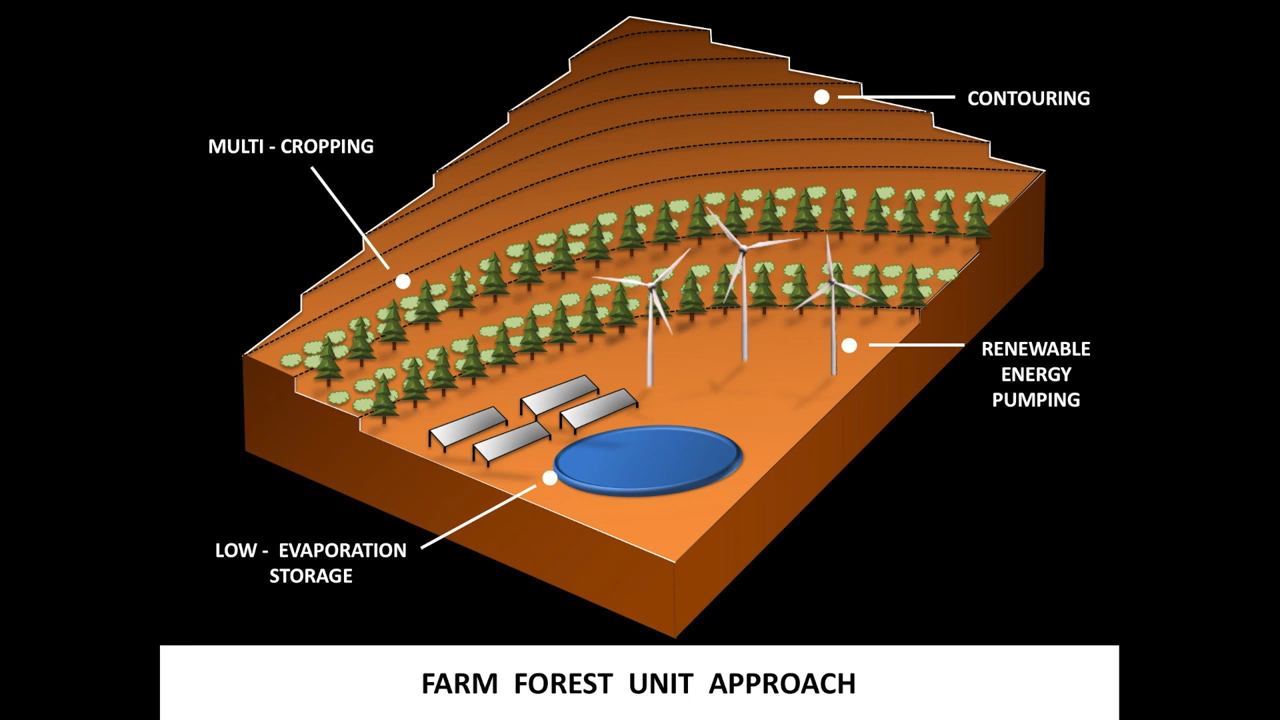 CONTOURING
MULTI - CROPPING
RENEWABLE
ENERGY
PUMPING
LOW - EVAPORATION
STORAGE
FARM FOREST UNIT APPROACH